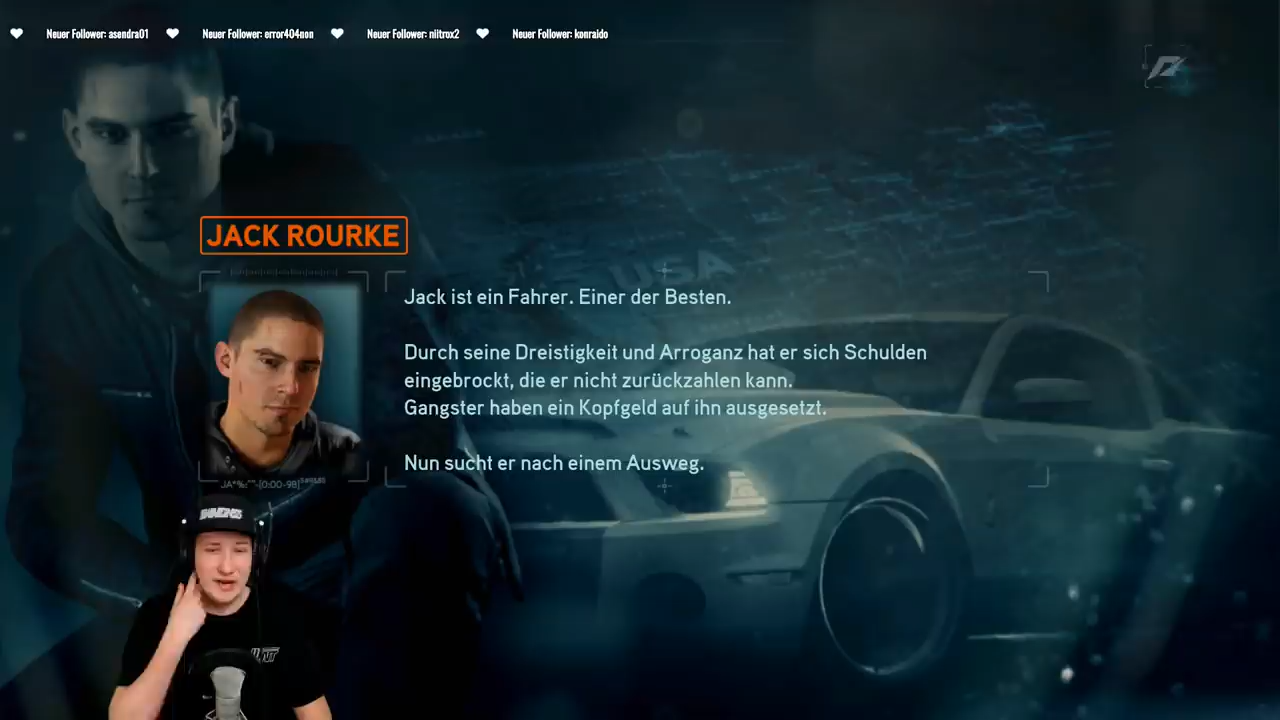 Neuer Follower: asendra01 Neuer Follower: error404non Neuer Follower: niitrox2 Neuer Follower: konraido
USA
JACK ROURKE
Jack ist ein Fahrer. Einer der Besten.
Durch seine Dreistigkeit und Arroganz hat er sich Schulden
eingebrockt, die er nicht zurückzahlen kann.
Gangster haben ein Kopfgeld auf ihn ausgesetzt.
Nun sucht er nach einem Ausweg.